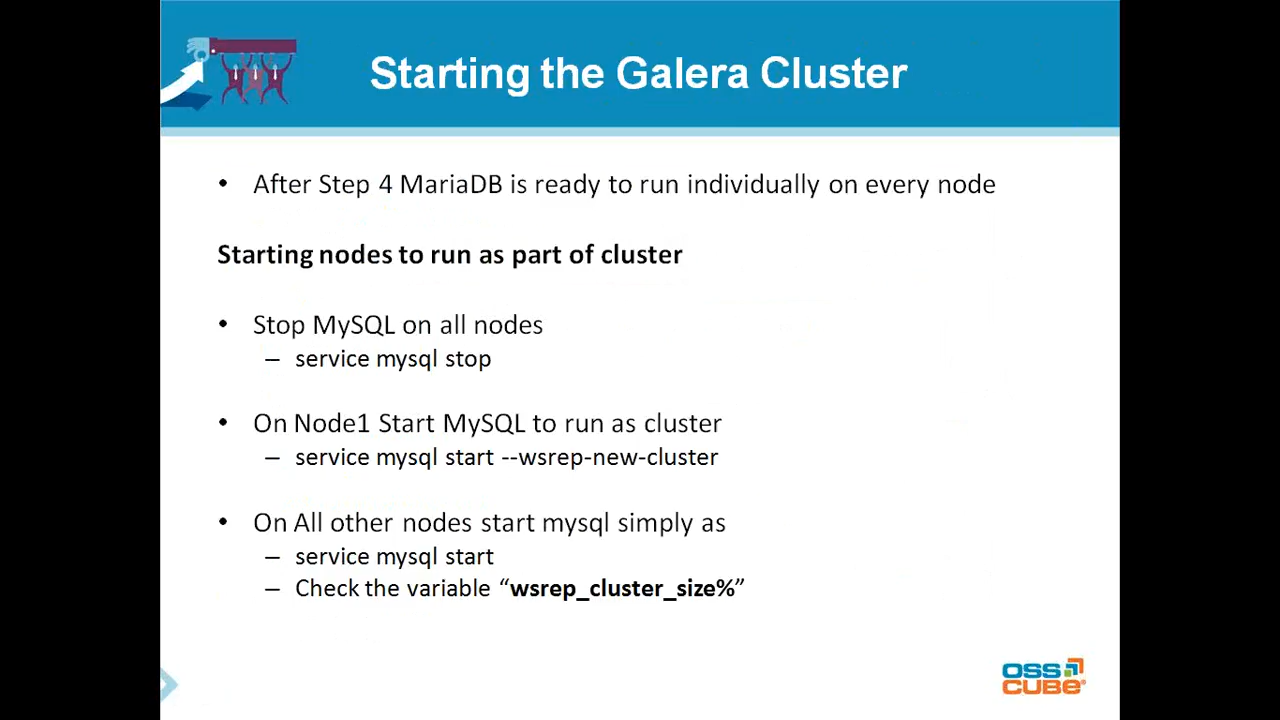 Starting the Galera Cluster
• After Step 4 MariaDB is ready to run individually on every node
Starting nodes to run as part of cluster
• Stop MySQL on all nodes
– service mysql stop
• On Node1 Start MySQL to run as cluster
– service mysql start --wsrep-new-cluster
• On All other nodes start mysql simply as
– service mysql start
– Check the variable “wsrep_cluster_size%”
OSS
CUBE®